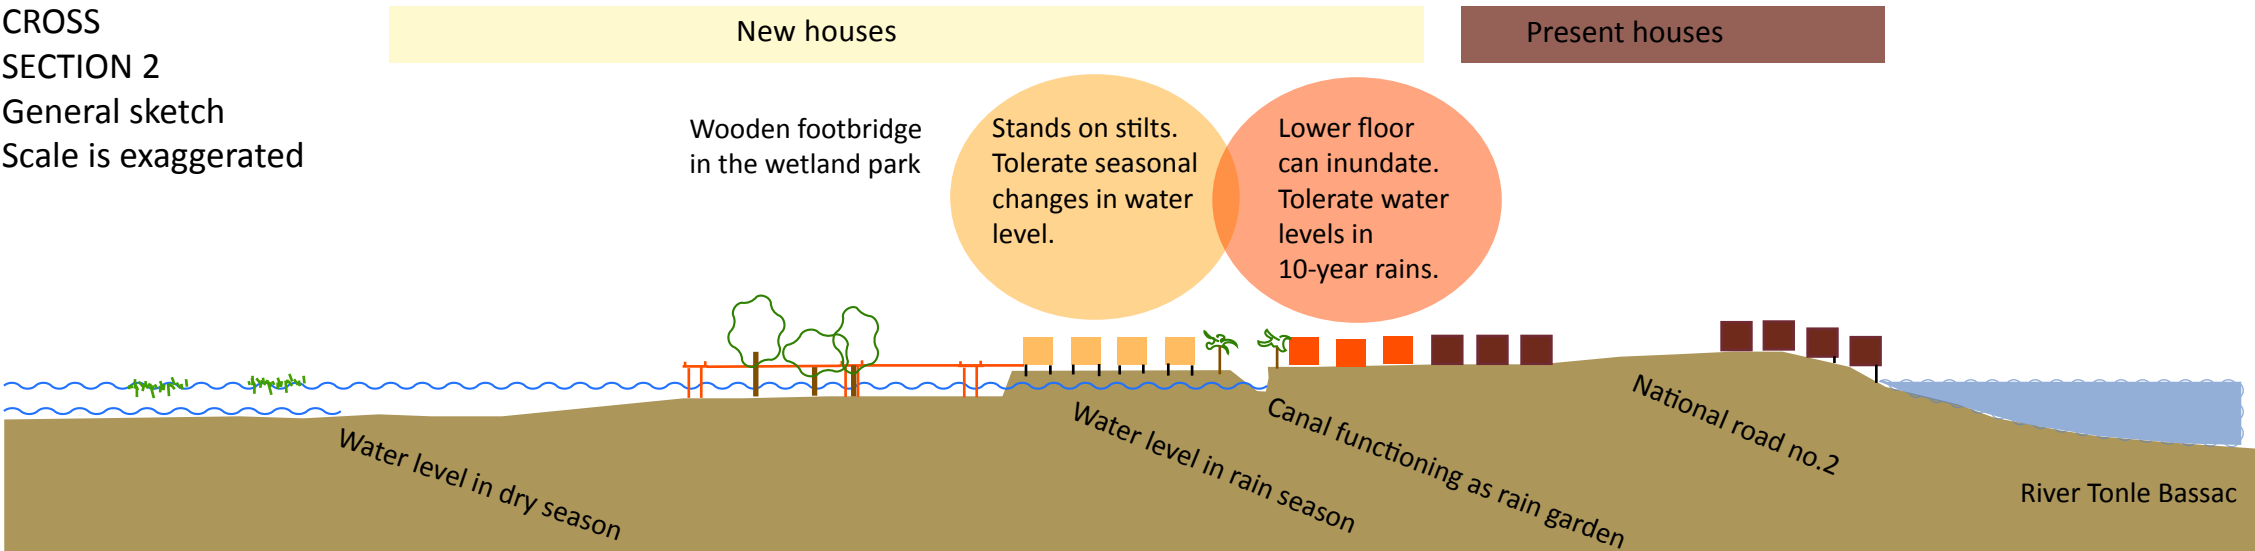 CROSS
SECTION 2
General sketch
Scale is exaggerated
New houses
Present houses
Wooden footbridge
in the wetland park
Stands on stilts.
Tolerate seasonal
changes in water
level.
Lower floor
can inundate.
Tolerate water
levels in
10-year rains.
Water level in dry season
Water level in rain season
Canal functioning as rain garden
National road no.2
River Tonle Bassac